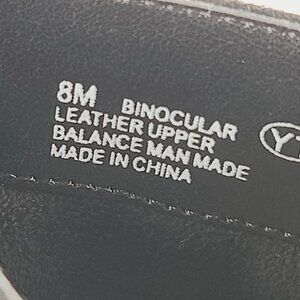 8M BINOCULAR
LEATHER UPPER
BALANCE MAN MADE
MADE IN CHINA